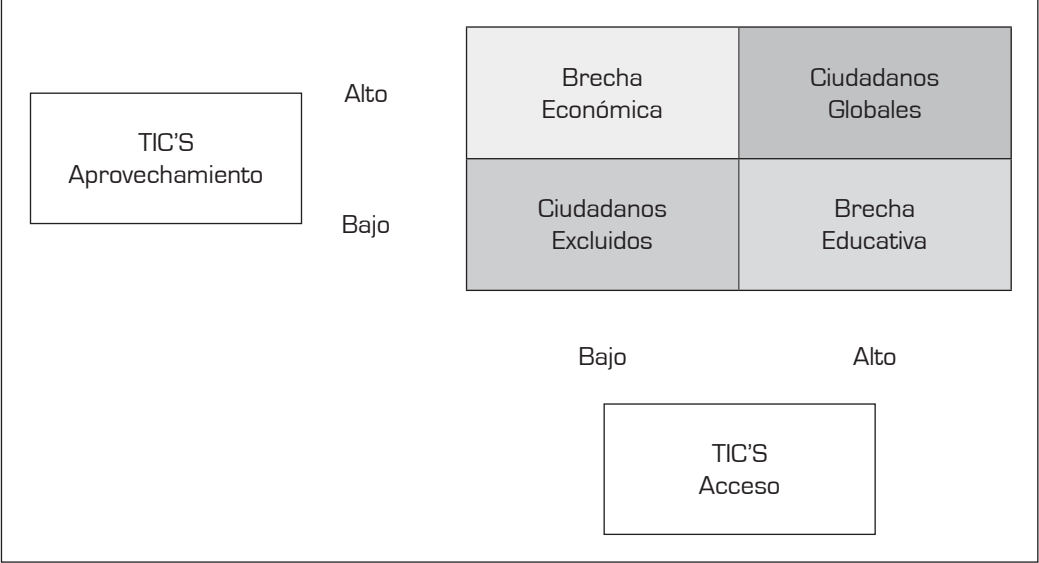 Brecha
Económica
Ciudadanos
Globales
Alto
TIC'S
Aprovechamiento
Bajo
Ciudadanos
Excluidos
Brecha
Educativa
Bajo
Alto
TIC'S
Acceso